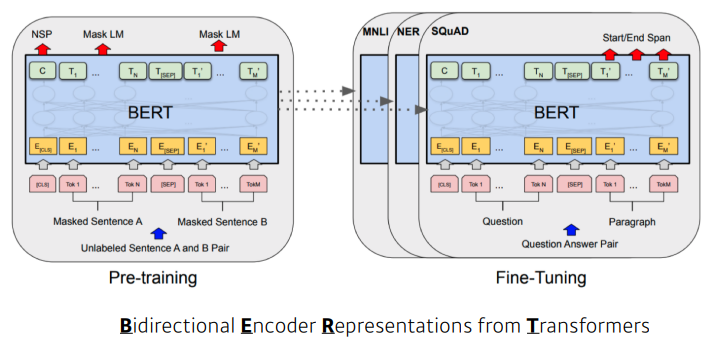 NSP Mask LM Mask LM
C T1 ... TN T[SEP] T1' ... TM'
BERT
E[CLS] E1 ... EN E[SEP] E1' ... EM'
[CLS] Tok 1 ... Tok N [SEP] Tok 1 ... TokM
Masked Sentence A Masked Sentence B
Unlabeled Sentence A and B Pair
Pre-training
MNLI NER SQuAD
Start/End Span
C T1 ... TN T[SEP] T1' ... TM'
BERT
E[CLS] E1 ... EN E[SEP] E1' ... EM'
[CLS] Tok 1 ... Tok N [SEP] Tok 1 ... TokM
Question Paragraph
Question Answer Pair
Fine-Tuning
Bidirectional Encoder Representations from Transformers